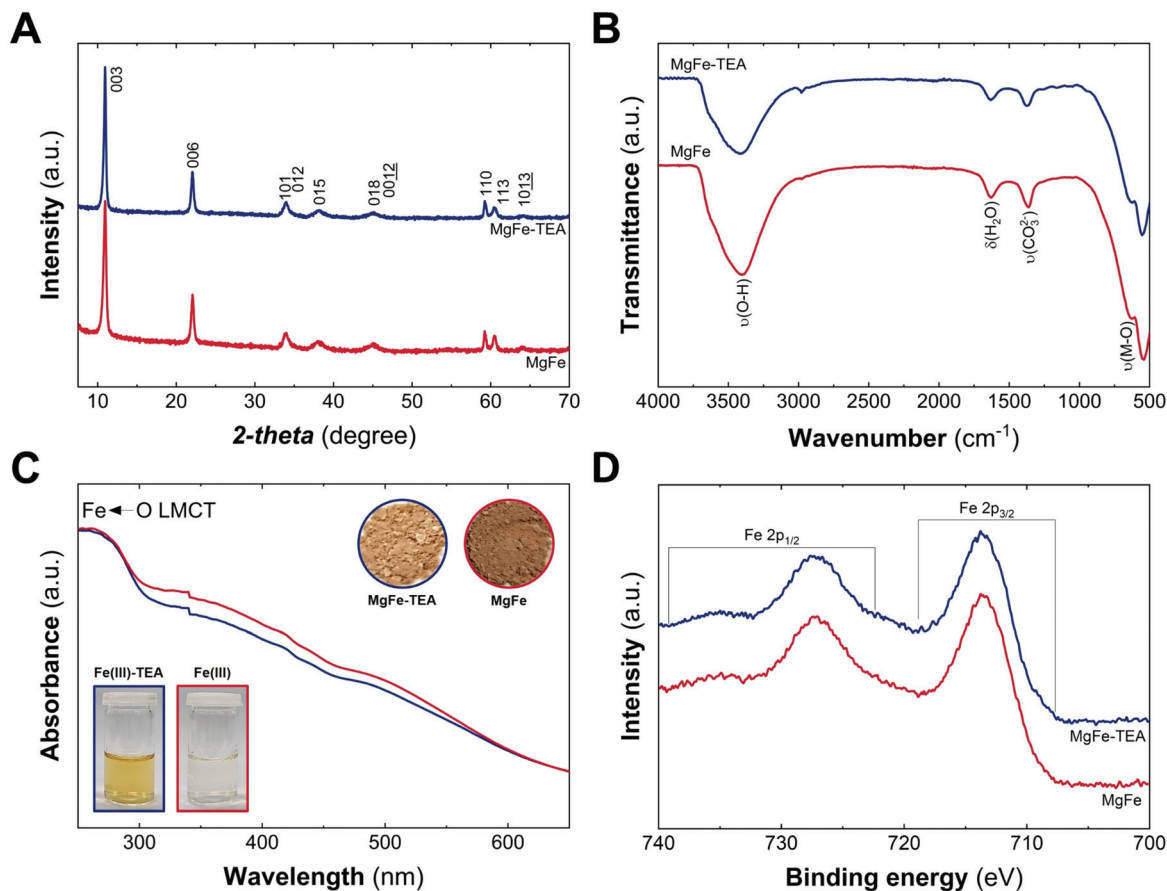 A
Intensity (a.u.)
003
006
101
012
015
018
0012
110
113
1013
MgFe-TEA
MgFe
10 20 30 40 50 60 70
2-theta (degree)
B
Transmittance (a.u.)
MgFe-TEA
MgFe
υ(O-H)
δ(H₂O)
υ(CO₃²⁻)
υ(M-O)
4000 3500 3000 2500 2000 1500 1000 500
Wavenumber (cm⁻¹)
C
Absorbance (a.u.)
Fe◄─O LMCT
MgFe-TEA
MgFe
Fe(III)-TEA
Fe(III)
300 400 500 600
Wavelength (nm)
D
Intensity (a.u.)
Fe 2p₁/₂
Fe 2p₃/₂
MgFe-TEA
MgFe
740 730 720 710 700
Binding energy (eV)